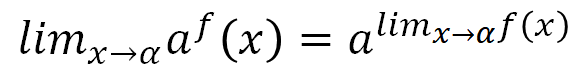 lim_{x→α} a^f (x) = a^{lim_{x→α} f(x)}